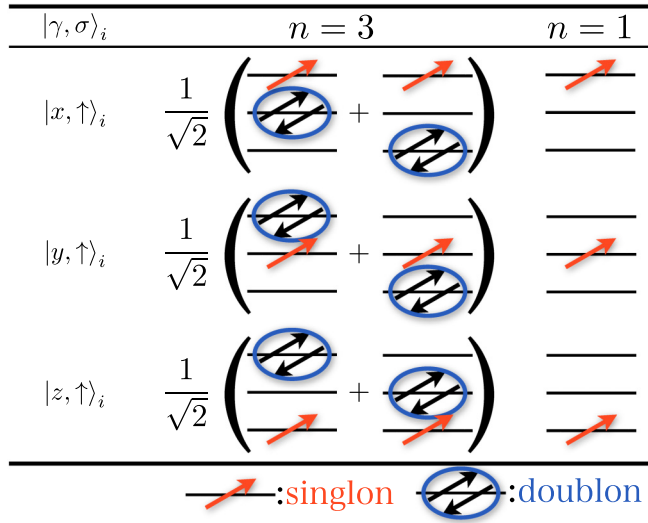 |γ, σ⟩ᵢ n = 3 n = 1
|x, ↑⟩ᵢ 1/√2 ( + )
|y, ↑⟩ᵢ 1/√2 ( + )
|z, ↑⟩ᵢ 1/√2 ( + )
:singlon :doublon